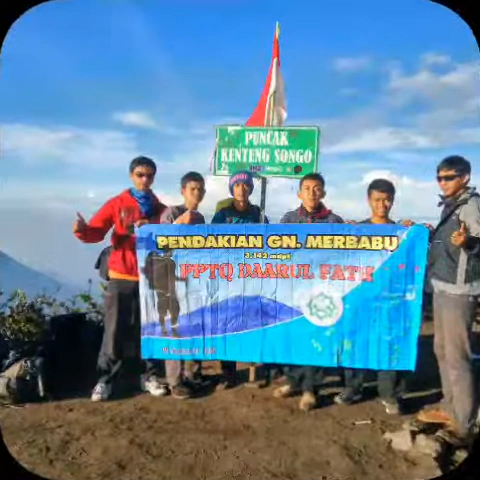 PUNCAK
KENTENG SONGO
PENDAKIAN GN. MERBABU
3.142 mdpl
PPTQ DAARUL FATH